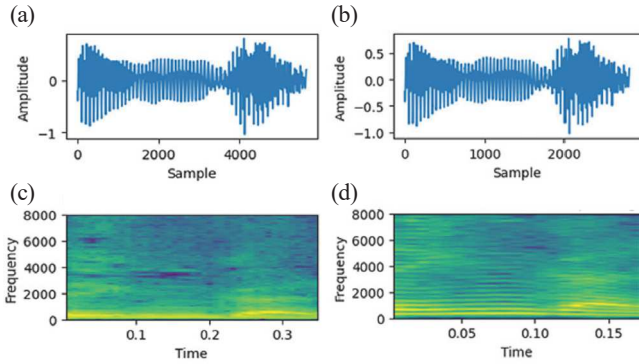 (a)
Amplitude
0
−1
0 2000 4000
Sample
(b)
Amplitude
0.5
0.0
−0.5
−1.0
0 1000 2000
Sample
(c)
Frequency
8000
6000
4000
2000
0
0.1 0.2 0.3
Time
(d)
Frequency
8000
6000
4000
2000
0
0.05 0.10 0.15
Time